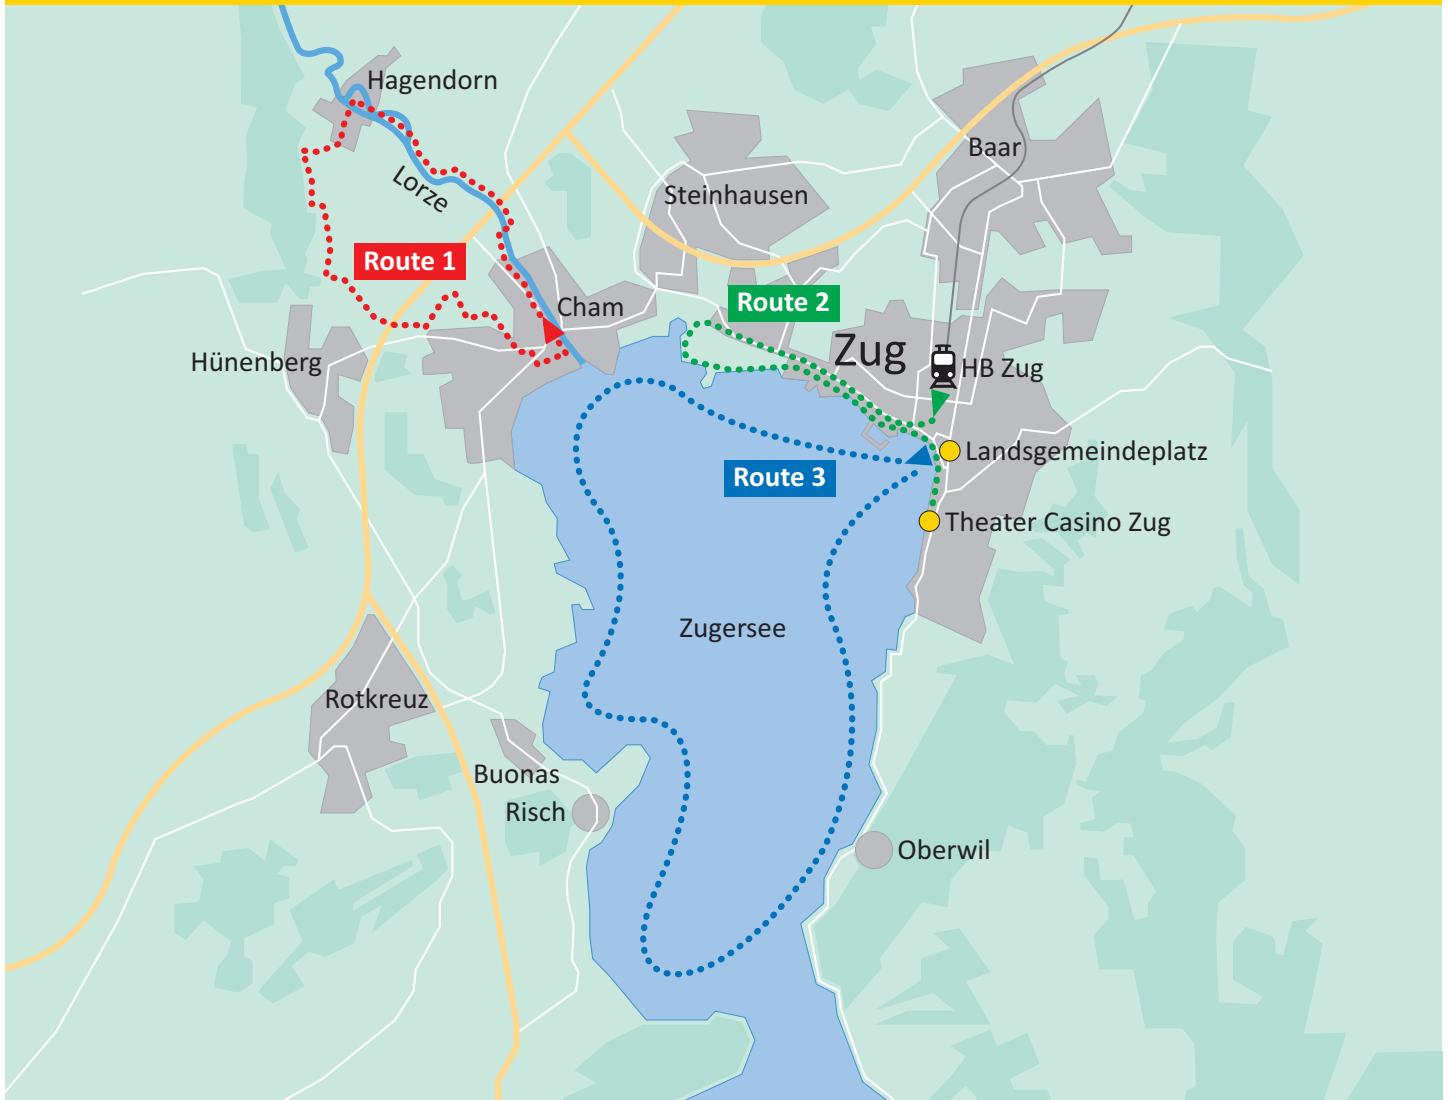 Hagendorn
Baar
Lorze
Steinhausen
Route 1
Route 2
Cham
Zug
Hünenberg
HB Zug
Landsgemeindeplatz
Route 3
Theater Casino Zug
Zugersee
Rotkreuz
Buonas
Risch
Oberwil